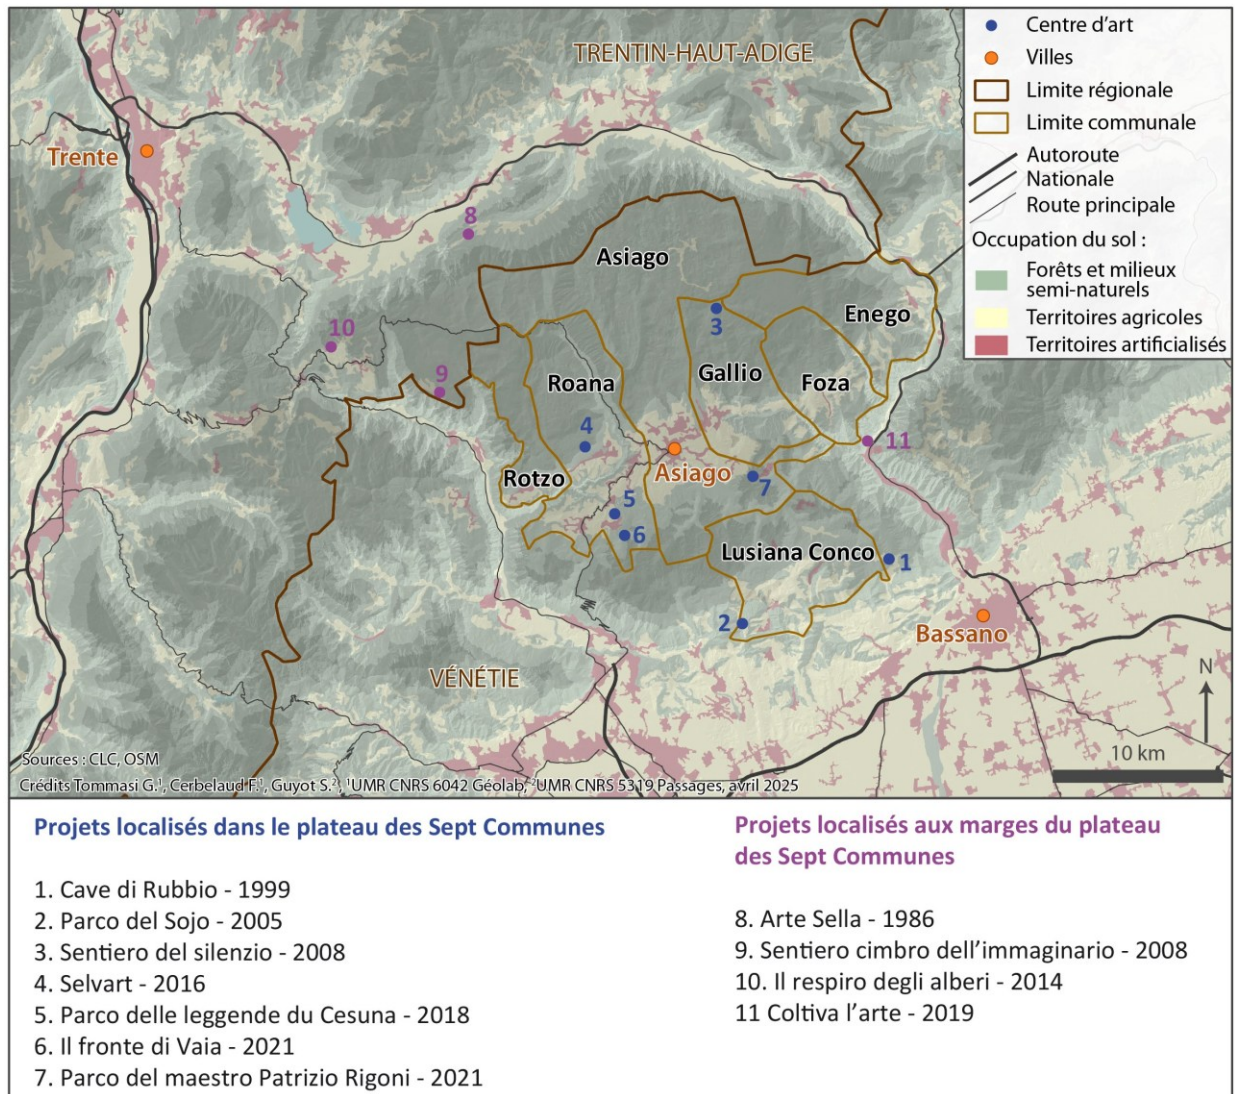 TRENTIN-HAUT-ADIGE
Centre d'art
Villes
Limite régionale
Limite communale
Autoroute
Nationale
Route principale
Occupation du sol :
Forêts et milieux
semi-naturels
Territoires agricoles
Territoires artificialisés
Trente
8
Asiago
10
3
Enego
9
Roana
Gallio
Foza
4
11
Rotzo
Asiago
7
5
6
Lusiana Conco
1
2
Bassano
VÉNÉTIE
N
10 km
Sources : CLC, OSM
Crédits Tommasi G.¹, Cerbelaud F.¹, Guyot S.², ¹UMR CNRS 6042 Géolab, ²UMR CNRS 5319 Passages, avril 2025
Projets localisés dans le plateau des Sept Communes
1. Cave di Rubbio - 1999
2. Parco del Sojo - 2005
3. Sentiero del silenzio - 2008
4. Selvart - 2016
5. Parco delle leggende du Cesuna - 2018
6. Il fronte di Vaia - 2021
7. Parco del maestro Patrizio Rigoni - 2021
Projets localisés aux marges du plateau
des Sept Communes
8. Arte Sella - 1986
9. Sentiero cimbro dell'immaginario - 2008
10. Il respiro degli alberi - 2014
11 Coltiva l'arte - 2019